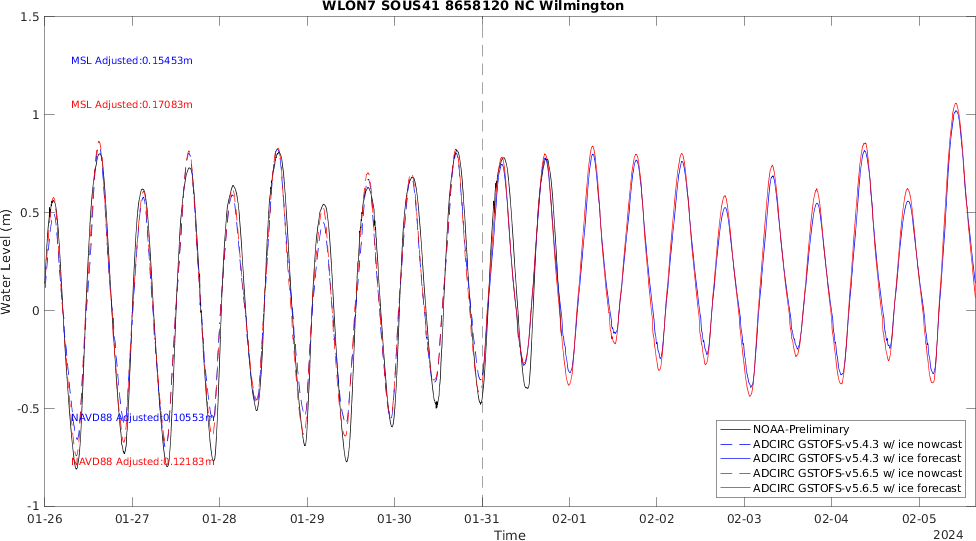 WLON7 SOUS41 8658120 NC Wilmington
1.5
1
0.5
0
-0.5
-1
Water Level (m)
MSL Adjusted:0.15453m
MSL Adjusted:0.17083m
NAVD88 Adjusted:0.10553m
NAVD88 Adjusted:0.12183m
NOAA-Preliminary
ADCIRC GSTOFS-v5.4.3 w/ ice nowcast
ADCIRC GSTOFS-v5.4.3 w/ ice forecast
ADCIRC GSTOFS-v5.6.5 w/ ice nowcast
ADCIRC GSTOFS-v5.6.5 w/ ice forecast
01-26 01-27 01-28 01-29 01-30 01-31 02-01 02-02 02-03 02-04 02-05
Time
2024